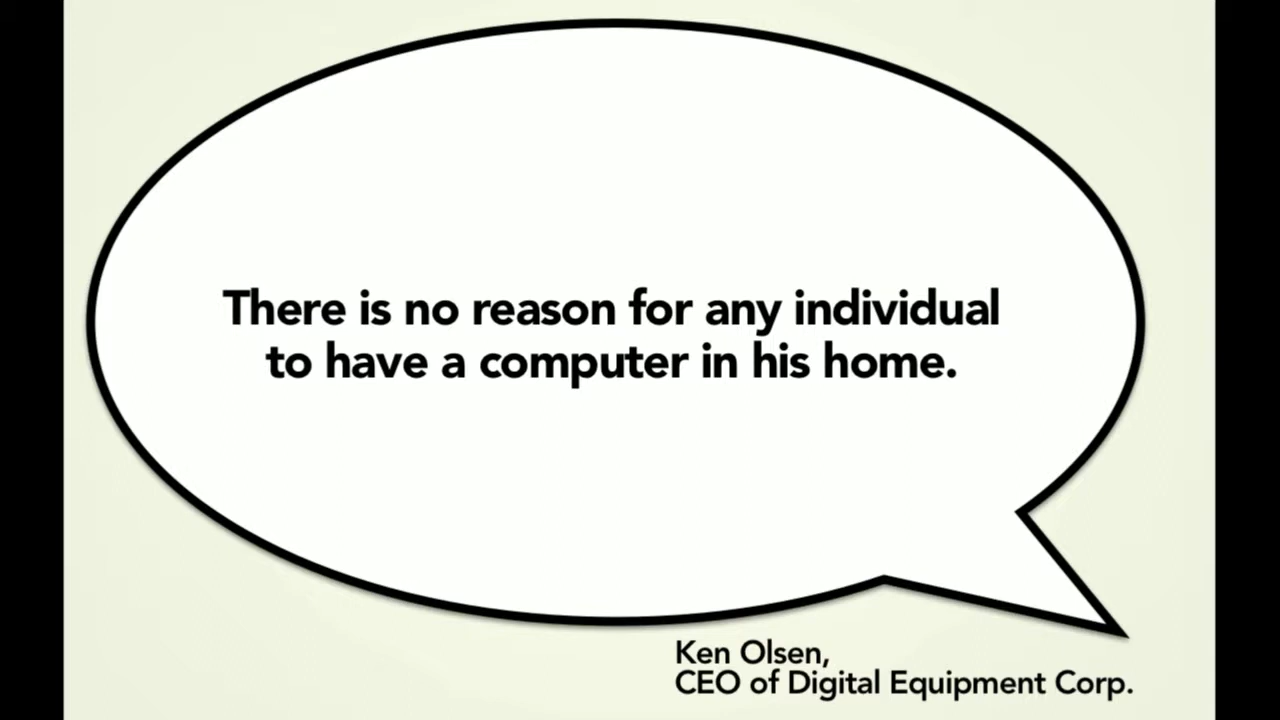 There is no reason for any individual
to have a computer in his home.
Ken Olsen,
CEO of Digital Equipment Corp.